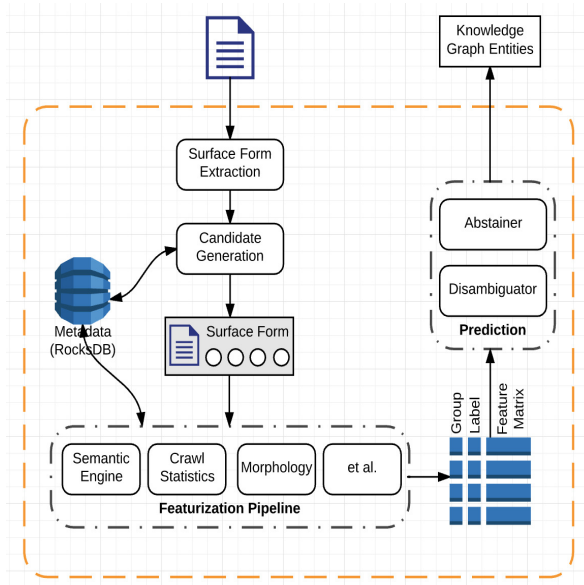 Knowledge
Graph Entities
Surface Form
Extraction
Candidate
Generation
Metadata
(RocksDB)
Surface Form
Semantic
Engine
Crawl
Statistics
Morphology
et al.
Featurization Pipeline
Group
Label
Feature
Matrix
Abstainer
Disambiguator
Prediction